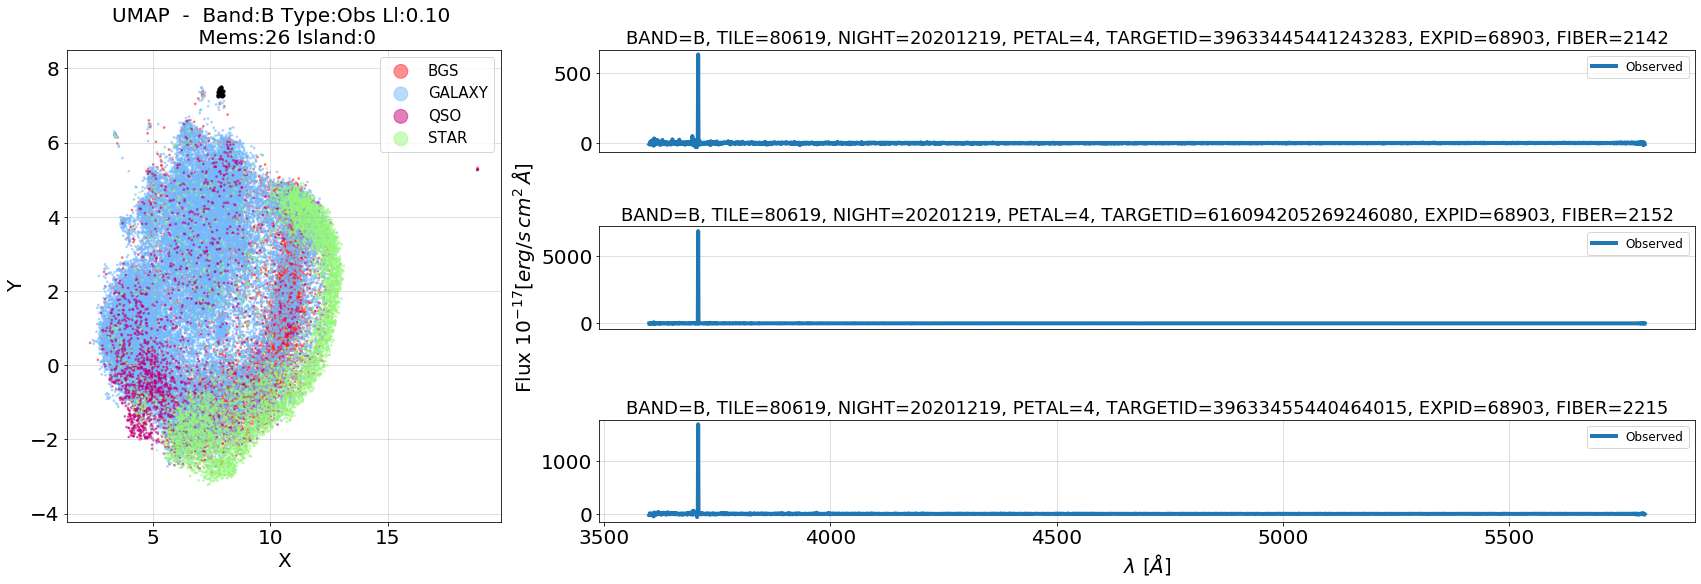 UMAP - Band:B Type:Obs Ll:0.10
Mems:26 Island:0
BGS
GALAXY
QSO
STAR
8
6
4
2
0
−2
−4
Y
5
10
15
X
Flux 10^{-17}[erg/s cm^2 Å]
BAND=B, TILE=80619, NIGHT=20201219, PETAL=4, TARGETID=39633445441243283, EXPID=68903, FIBER=2142
Observed
500
0
BAND=B, TILE=80619, NIGHT=20201219, PETAL=4, TARGETID=616094205269246080, EXPID=68903, FIBER=2152
Observed
5000
0
BAND=B, TILE=80619, NIGHT=20201219, PETAL=4, TARGETID=39633455440464015, EXPID=68903, FIBER=2215
Observed
1000
0
3500
4000
4500
5000
5500
λ [Å]